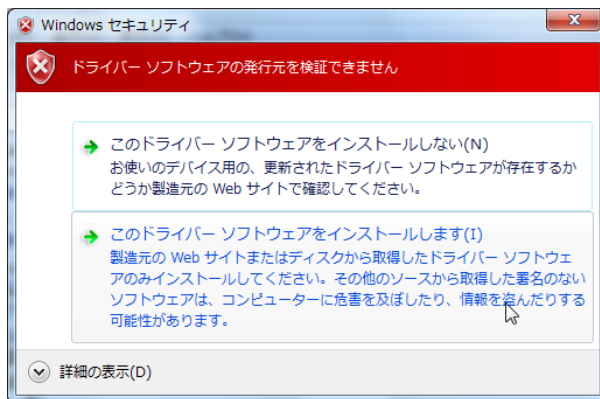 Windows セキュリティ
ドライバー ソフトウェアの発行元を検証できません
このドライバー ソフトウェアをインストールしない(N)
お使いのデバイス用の、更新されたドライバー ソフトウェアが存在するか
どうか製造元の Web サイトで確認してください。
このドライバー ソフトウェアをインストールします(I)
製造元の Web サイトまたはディスクから取得したドライバー ソフトウェ
アのみインストールしてください。その他のソースから取得した署名のない
ソフトウェアは、コンピューターに危害を及ぼしたり、情報を盗んだりする
可能性があります。
詳細の表示(D)